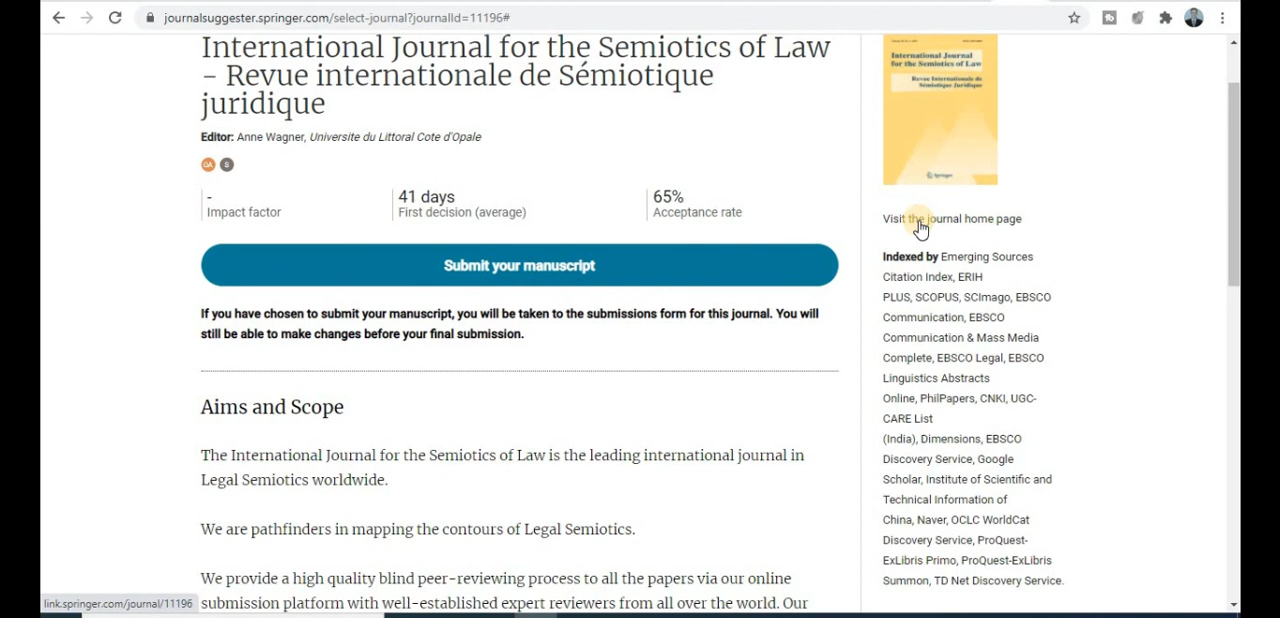 journalsuggester.springer.com/select-journal?journalId=11196#
International Journal for the Semiotics of Law
– Revue internationale de Sémiotique
juridique
Editor: Anne Wagner, Universite du Littoral Cote d'Opale
OA S
-
Impact factor
41 days
First decision (average)
65%
Acceptance rate
Submit your manuscript
If you have chosen to submit your manuscript, you will be taken to the submissions form for this journal. You will
still be able to make changes before your final submission.
Aims and Scope
The International Journal for the Semiotics of Law is the leading international journal in
Legal Semiotics worldwide.
We are pathfinders in mapping the contours of Legal Semiotics.
We provide a high quality blind peer-reviewing process to all the papers via our online
submission platform with well-established expert reviewers from all over the world. Our
International Journal
for the Semiotics of Law
Revue Internationale de
Sémiotique Juridique
Springer
Visit the journal home page
Indexed by Emerging Sources
Citation Index, ERIH
PLUS, SCOPUS, SCImago, EBSCO
Communication, EBSCO
Communication & Mass Media
Complete, EBSCO Legal, EBSCO
Linguistics Abstracts
Online, PhilPapers, CNKI, UGC-
CARE List
(India), Dimensions, EBSCO
Discovery Service, Google
Scholar, Institute of Scientific and
Technical Information of
China, Naver, OCLC WorldCat
Discovery Service, ProQuest-
ExLibris Primo, ProQuest-ExLibris
Summon, TD Net Discovery Service.
link.springer.com/journal/11196